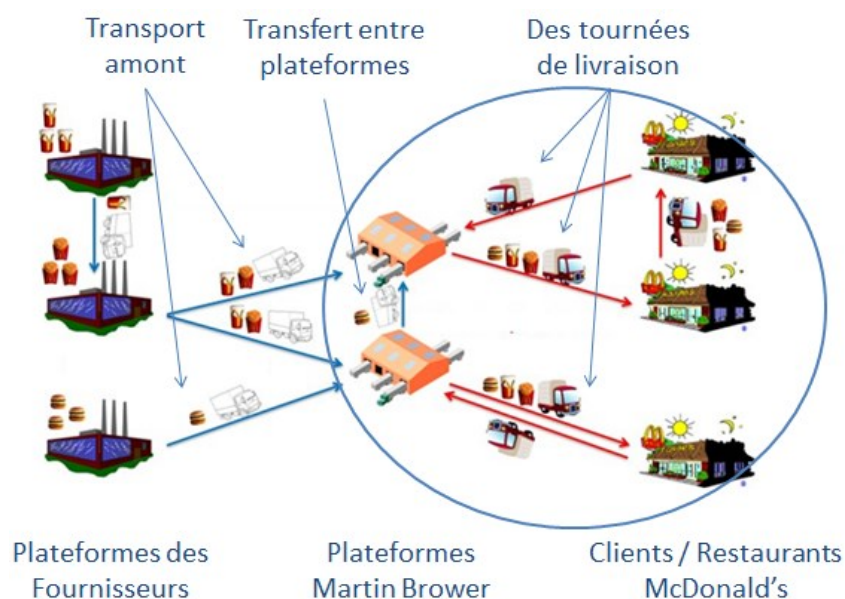 Transport
amont
Transfert entre
plateformes
Des tournées
de livraison
Plateformes des
Fournisseurs
Plateformes
Martin Brower
Clients / Restaurants
McDonald's